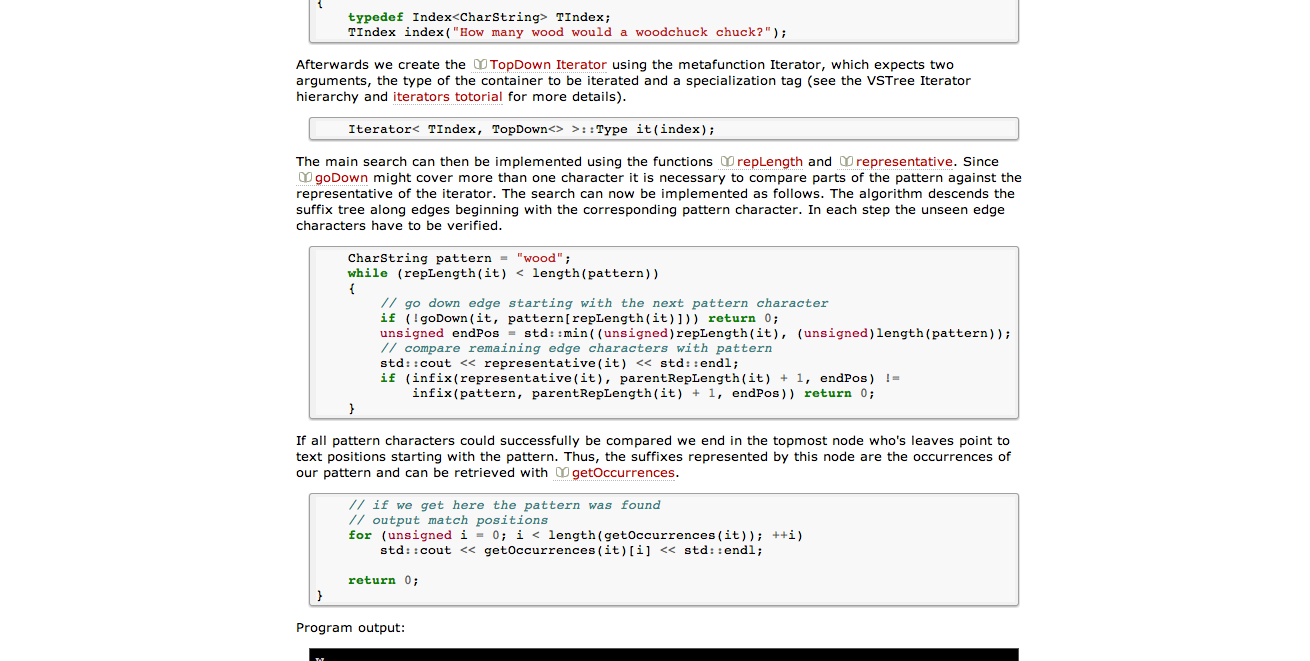 {
typedef Index<CharString> TIndex;
TIndex index("How many wood would a woodchuck chuck?");
Afterwards we create the TopDown Iterator using the metafunction Iterator, which expects two
arguments, the type of the container to be iterated and a specialization tag (see the VSTree Iterator
hierarchy and iterators totorial for more details).
Iterator< TIndex, TopDown<> >::Type it(index);
The main search can then be implemented using the functions repLength and representative. Since
goDown might cover more than one character it is necessary to compare parts of the pattern against the
representative of the iterator. The search can now be implemented as follows. The algorithm descends the
suffix tree along edges beginning with the corresponding pattern character. In each step the unseen edge
characters have to be verified.
CharString pattern = "wood";
while (repLength(it) < length(pattern))
{
// go down edge starting with the next pattern character
if (!goDown(it, pattern[repLength(it)])) return 0;
unsigned endPos = std::min((unsigned)repLength(it), (unsigned)length(pattern));
// compare remaining edge characters with pattern
std::cout << representative(it) << std::endl;
if (infix(representative(it), parentRepLength(it) + 1, endPos) !=
infix(pattern, parentRepLength(it) + 1, endPos)) return 0;
}
If all pattern characters could successfully be compared we end in the topmost node who's leaves point to
text positions starting with the pattern. Thus, the suffixes represented by this node are the occurrences of
our pattern and can be retrieved with getOccurrences.
// if we get here the pattern was found
// output match positions
for (unsigned i = 0; i < length(getOccurrences(it)); ++i)
std::cout << getOccurrences(it)[i] << std::endl;
return 0;
}
Program output: